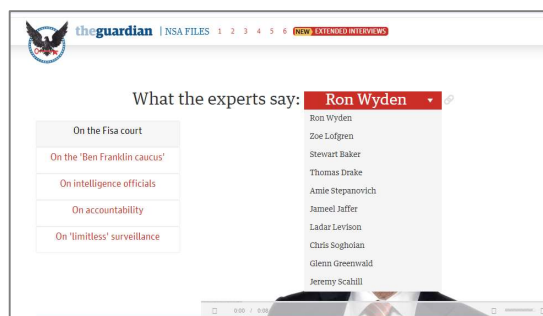 theguardian | NSA FILES 1 2 3 4 5 6 NEW EXTENDED INTERVIEWS
What the experts say: Ron Wyden
On the Fisa court
On the 'Ben Franklin caucus'
On intelligence officials
On accountability
On 'limitless' surveillance
Ron Wyden
Zoe Lofgren
Stewart Baker
Thomas Drake
Amie Stepanovich
Jameel Jaffer
Ladar Levison
Chris Soghoian
Glenn Greenwald
Jeremy Scahill
0:00 /